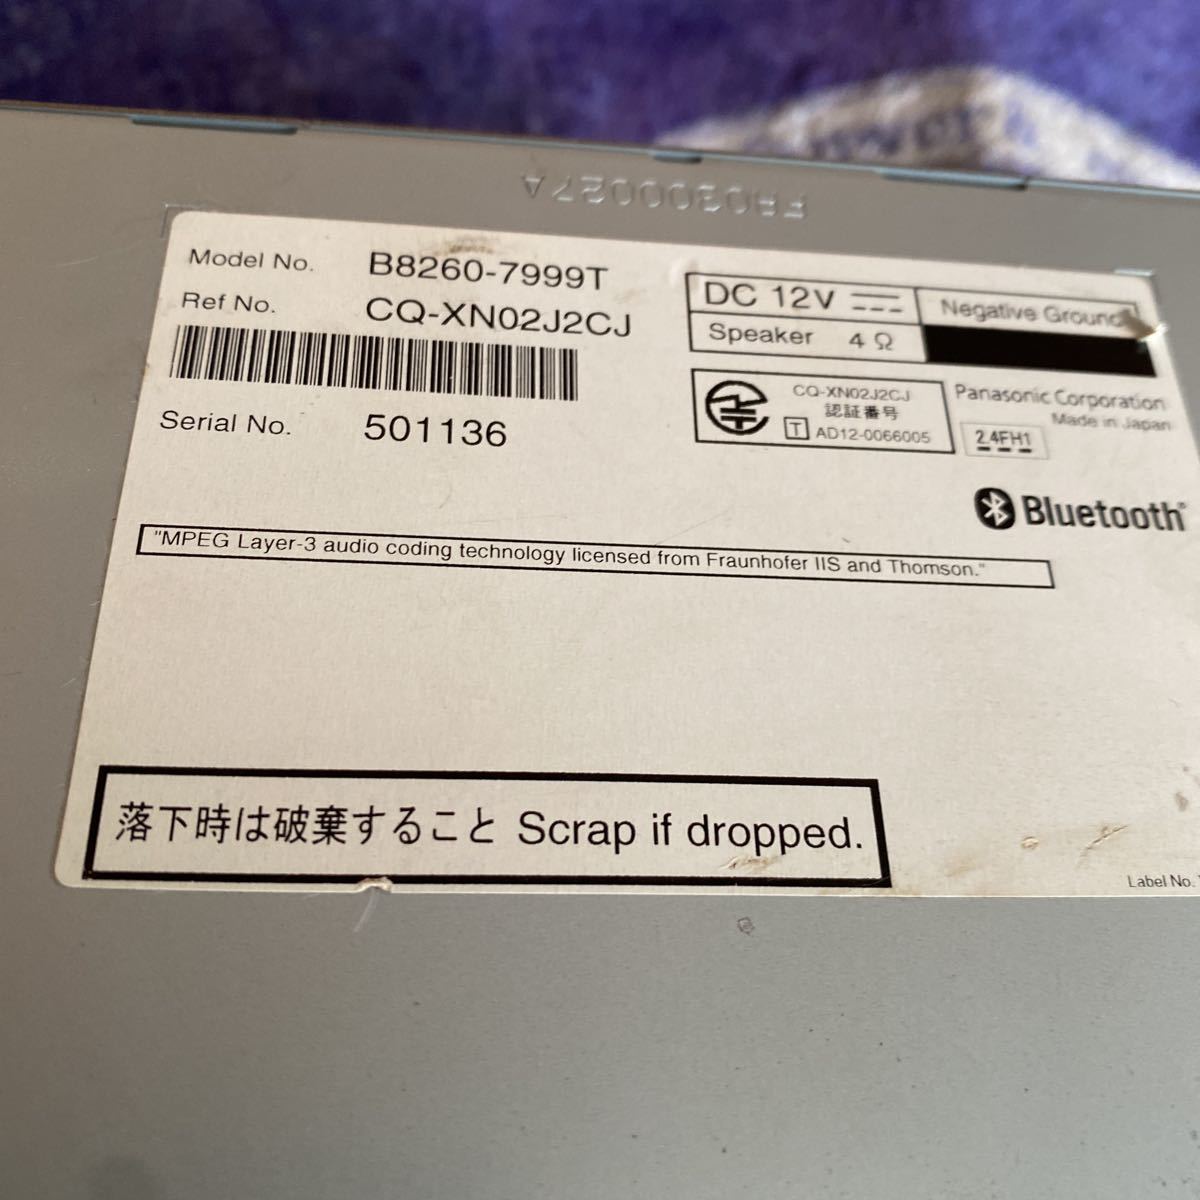 FA0300027A
Model No. B8260-7999T
Ref No. CQ-XN02J2CJ
Serial No. 501136
DC 12V Negative Ground
Speaker 4Ω
CQ-XN02J2CJ
認証番号
T AD12-0066005
Panasonic Corporation
Made in Japan
2.4FH1
Bluetooth®
"MPEG Layer-3 audio coding technology licensed from Fraunhofer IIS and Thomson."
落下時は破棄すること Scrap if dropped.
Label No.